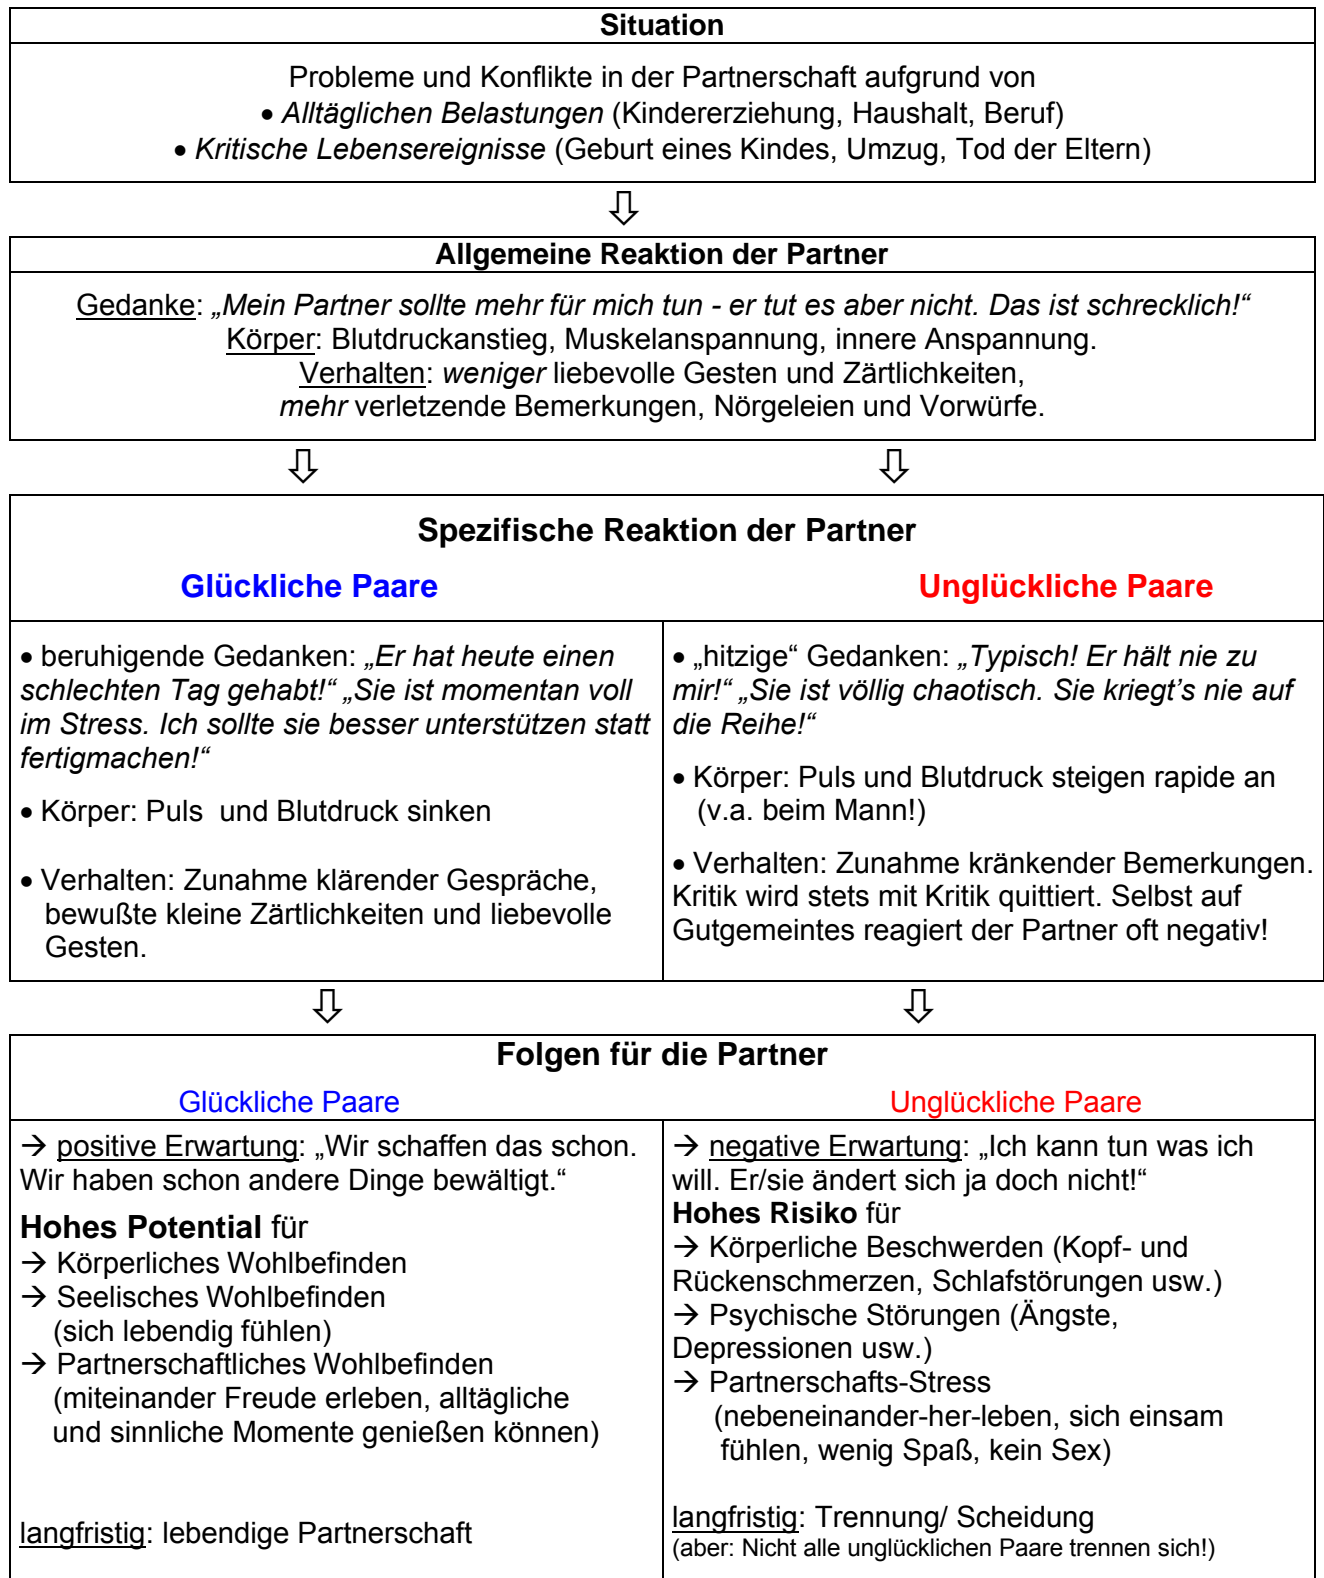 Situation
Probleme und Konflikte in der Partnerschaft aufgrund von
• Alltäglichen Belastungen (Kindererziehung, Haushalt, Beruf)
• Kritische Lebensereignisse (Geburt eines Kindes, Umzug, Tod der Eltern)
⇩
Allgemeine Reaktion der Partner
Gedanke: „Mein Partner sollte mehr für mich tun - er tut es aber nicht. Das ist schrecklich!“
Körper: Blutdruckanstieg, Muskelanspannung, innere Anspannung.
Verhalten: weniger liebevolle Gesten und Zärtlichkeiten,
mehr verletzende Bemerkungen, Nörgeleien und Vorwürfe.
⇩ ⇩
Spezifische Reaktion der Partner
Glückliche Paare Unglückliche Paare
• beruhigende Gedanken: „Er hat heute einen
schlechten Tag gehabt!“ „Sie ist momentan voll
im Stress. Ich sollte sie besser unterstützen statt
fertigmachen!“
• Körper: Puls und Blutdruck sinken
• Verhalten: Zunahme klärender Gespräche,
bewußte kleine Zärtlichkeiten und liebevolle
Gesten.
• „hitzige“ Gedanken: „Typisch! Er hält nie zu
mir!“ „Sie ist völlig chaotisch. Sie kriegt's nie auf
die Reihe!“
• Körper: Puls und Blutdruck steigen rapide an
(v.a. beim Mann!)
• Verhalten: Zunahme kränkender Bemerkungen.
Kritik wird stets mit Kritik quittiert. Selbst auf
Gutgemeintes reagiert der Partner oft negativ!
⇩ ⇩
Folgen für die Partner
Glückliche Paare Unglückliche Paare
→ positive Erwartung: „Wir schaffen das schon.
Wir haben schon andere Dinge bewältigt.“
Hohes Potential für
→ Körperliches Wohlbefinden
→ Seelisches Wohlbefinden
(sich lebendig fühlen)
→ Partnerschaftliches Wohlbefinden
(miteinander Freude erleben, alltägliche
und sinnliche Momente genießen können)
langfristig: lebendige Partnerschaft
→ negative Erwartung: „Ich kann tun was ich
will. Er/sie ändert sich ja doch nicht!“
Hohes Risiko für
→ Körperliche Beschwerden (Kopf- und
Rückenschmerzen, Schlafstörungen usw.)
→ Psychische Störungen (Ängste,
Depressionen usw.)
→ Partnerschafts-Stress
(nebeneinander-her-leben, sich einsam
fühlen, wenig Spaß, kein Sex)
langfristig: Trennung/ Scheidung
(aber: Nicht alle unglücklichen Paare trennen sich!)